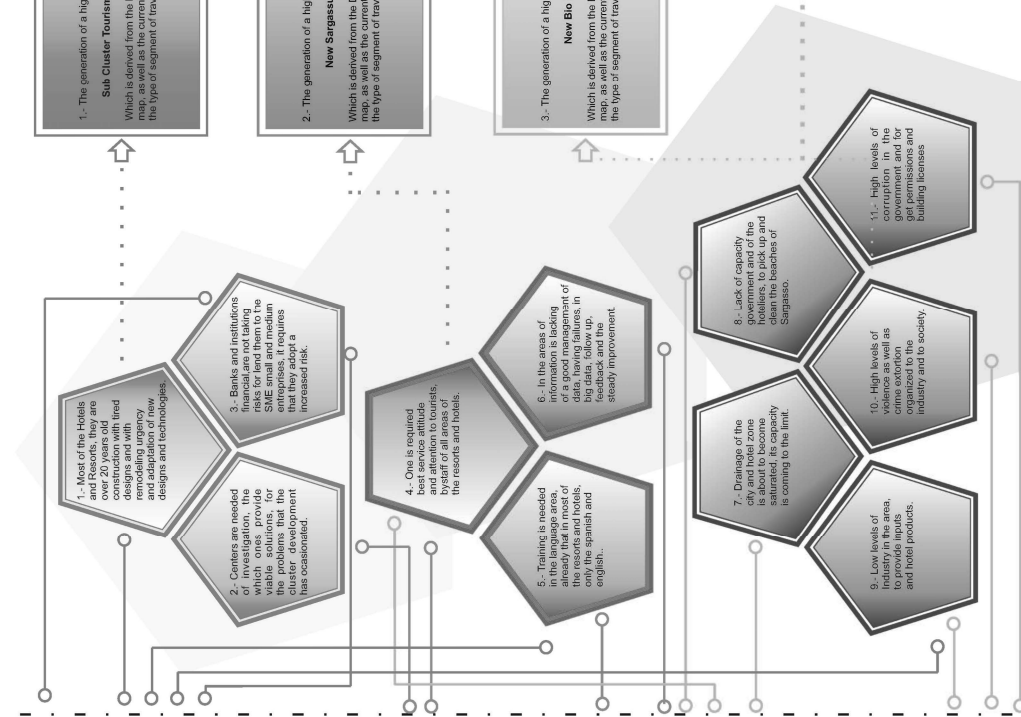 1.- The generation of a hig
Sub Cluster Tourism
Which is derived from the
map, as well as the current
the type of segment of trav
2.- The generation of a hig
New Sargassu
Which is derived from the
map, as well as the current
the type of segment of trav
3.- The generation of a hig
New Bio
Which is derived from the
map, as well as the current
the type of segment of trav
1.- Most of the Hotels
and Resorts, they are
over 20 years old
construction with tired
designs and with
remodeling urgency
and adaptation of new
designs and technologies.
2.- Centers are needed
of investigation, the
which ones provide
viable solutions, for
the problems that the
cluster development
has ocasionated.
3.- Banks and institutions
financial,are not taking
risks for lend them to the
SME small and medium
entreprises, it requires
that they adopt a
increased risk.
4.- One is required
best service attitude
and attention to tourists,
bystaff of all areas of
the resorts and hotels.
5.- Training is needed
in the language area,
already that in most of
the resorts and hotels,
only the spanish and
english..
6.- In the areas of
information is lacking
of a good management of
data, having failures, in
big data, follow up,
feedback and the
steady improvement.
7.- Drainage of the
city and hotel zone
is about to become
saturated, its capacity
is coming to the limit.
8.- Lack of capacity
government and of the
hoteliers, to pick up and
clean the beaches of
Sargasso.
9.- Low levels of
Industry in the area,
to provide inputs
and hotel products.
10.- High levels of
violence as well as
crime extortion
organized to the
industry and to society.
11.- High levels of
corruption in the
government and for
get permissions and
building licenses